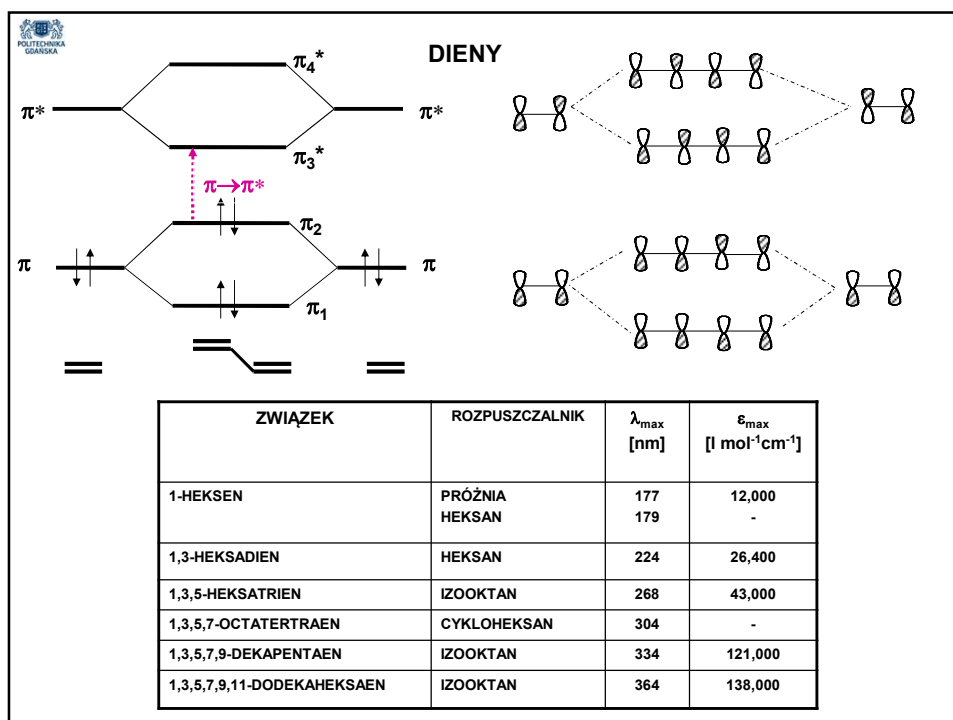 POLITECHNIKA
GDAŃSKA
DIENY
π₄*
π*
π*
π₃*
π→π*
π₂
π
π
π₁
ZWIĄZEK ROZPUSZCZALNIK λmax [nm] εmax [l mol⁻¹cm⁻¹]
1-HEKSEN PRÓŻNIA 177 12,000
HEKSAN 179 -
1,3-HEKSADIEN HEKSAN 224 26,400
1,3,5-HEKSATRIEN IZOOKTAN 268 43,000
1,3,5,7-OCTATERTRAEN CYKLOHEKSAN 304 -
1,3,5,7,9-DEKAPENTAEN IZOOKTAN 334 121,000
1,3,5,7,9,11-DODEKAHEKSAEN IZOOKTAN 364 138,000